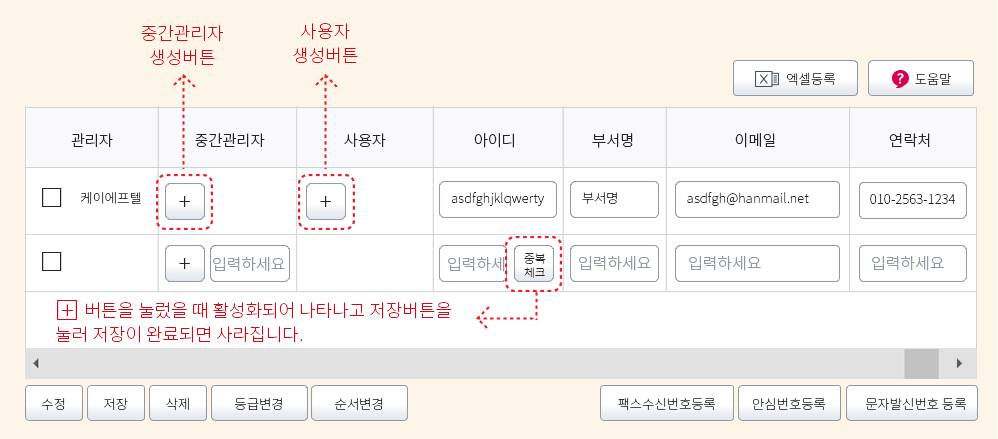 중간관리자
생성버튼
사용자
생성버튼
엑셀등록
? 도움말
관리자 중간관리자 사용자 아이디 부서명 이메일 연락처
케이에프텔 + + asdfghjklqwerty 부서명 asdfgh@hanmail.net 010-2563-1234
+ 입력하세요 입력하세 중복 입력하세요 입력하세요 입력하세요
체크
+ 버튼을 눌렀을 때 활성화되어 나타나고 저장버튼을
눌러 저장이 완료되면 사라집니다.
수정 저장 삭제 등급변경 순서변경 팩스수신번호등록 안심번호등록 문자발신번호 등록